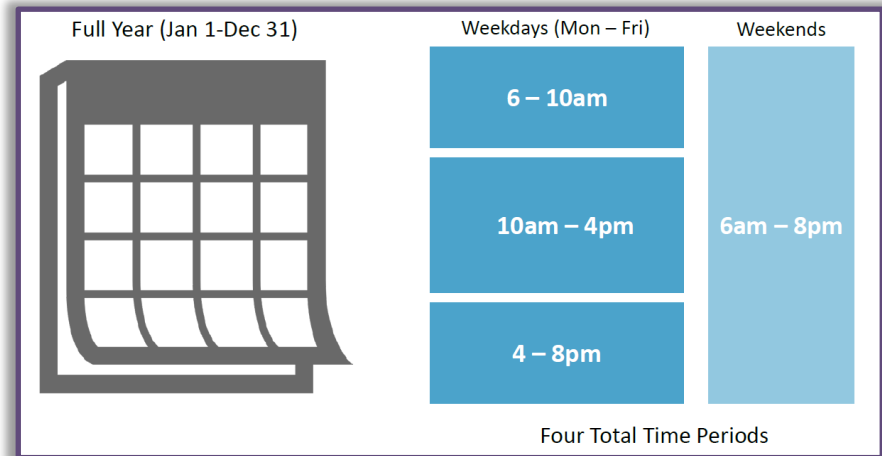 Full Year (Jan 1-Dec 31)
Weekdays (Mon – Fri)
Weekends
6 – 10am
10am – 4pm
6am – 8pm
4 – 8pm
Four Total Time Periods